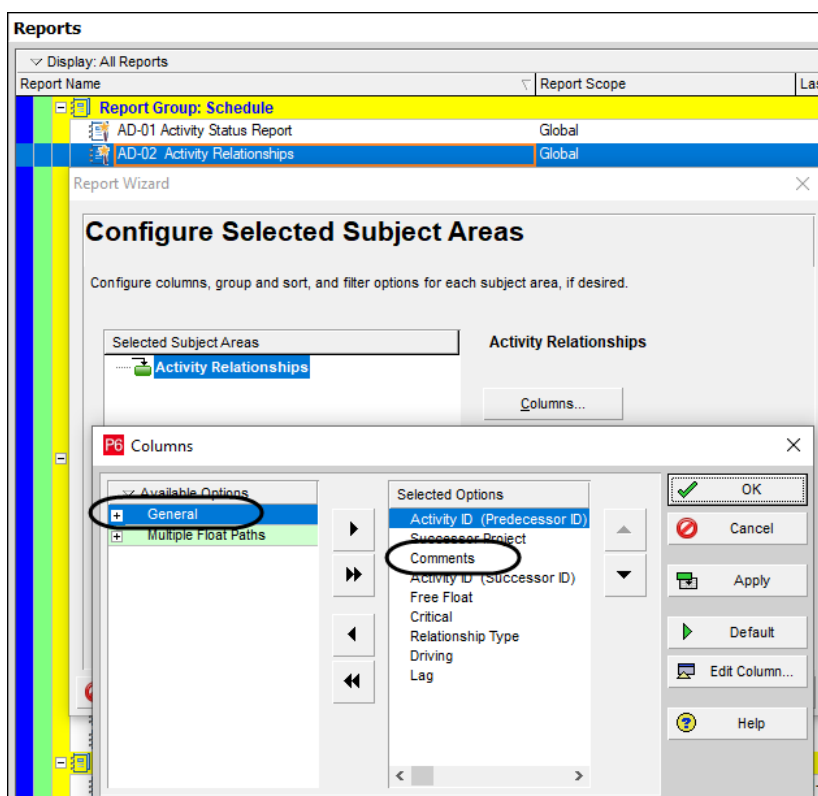 Reports
Display: All Reports
Report Name Report Scope Las
Report Group: Schedule
AD-01 Activity Status Report Global
AD-02 Activity Relationships Global
Report Wizard
Configure Selected Subject Areas
Configure columns, group and sort, and filter options for each subject area, if desired.
Selected Subject Areas
Activity Relationships
Activity Relationships
Columns...
P6 Columns
Available Options
General
Multiple Float Paths
Selected Options
Activity ID (Predecessor ID)
Successor Project
Comments
Activity ID (Successor ID)
Free Float
Critical
Relationship Type
Driving
Lag
OK
Cancel
Apply
Default
Edit Column...
Help